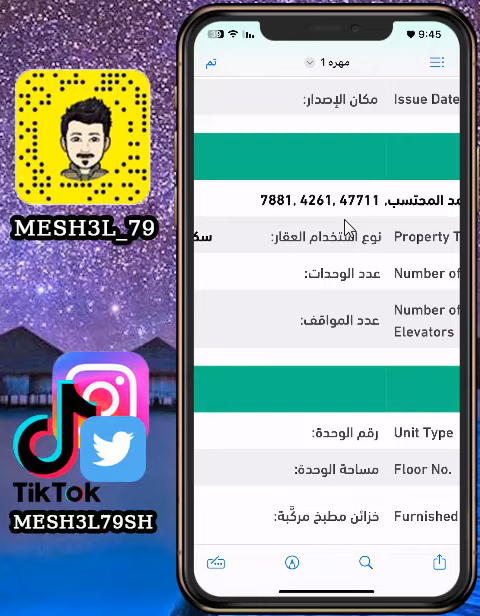 MESH3L_79
TikTok
MESH3L79SH
9:45
تم
مهره 1
مكان الإصدار: Issue Date
مد المحتسب, 47711, 4261, 7881
نوع استخدام العقار: Property T
سك
عدد الوحدات: Number of
عدد المواقف: Number of
Elevators
رقم الوحدة: Unit Type
مساحة الوحدة: Floor No.
خزائن مطبخ مركَّبة: Furnished